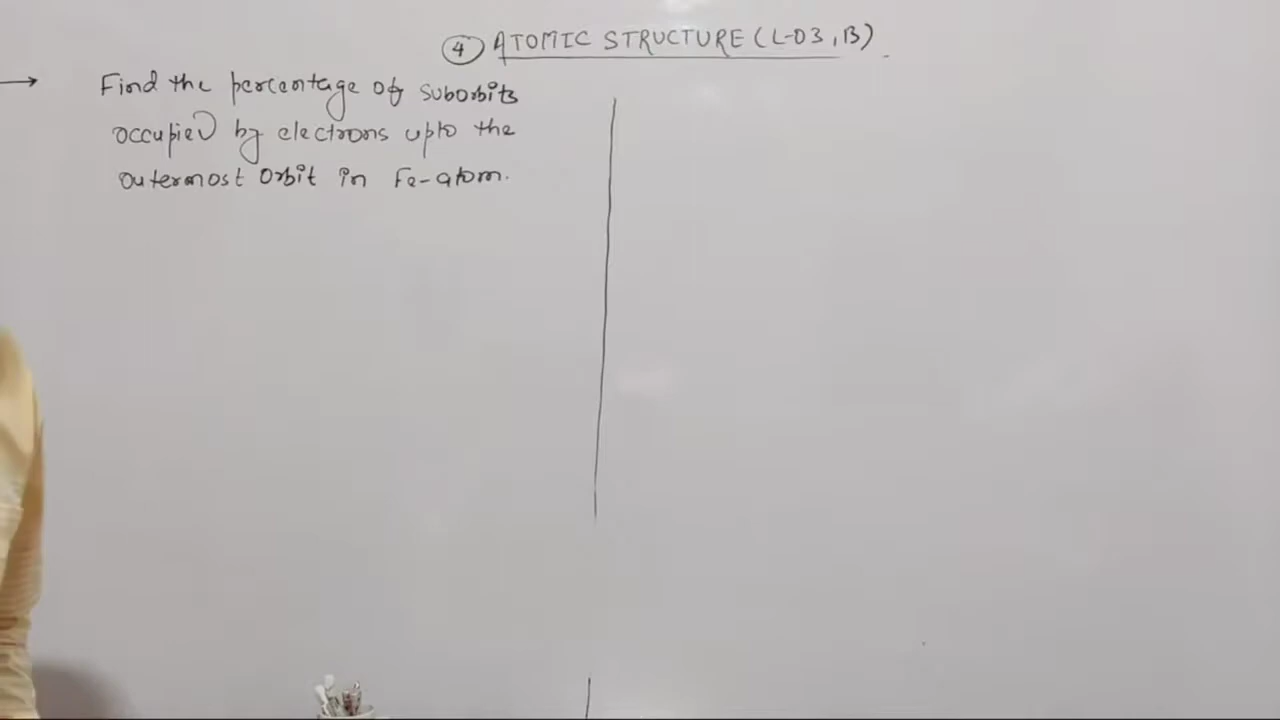 ④ ATOMIC STRUCTURE (L-03, B)
→ Find the percentage of suborbits
occupied by electrons upto the
outermost orbit in Fe-atom.